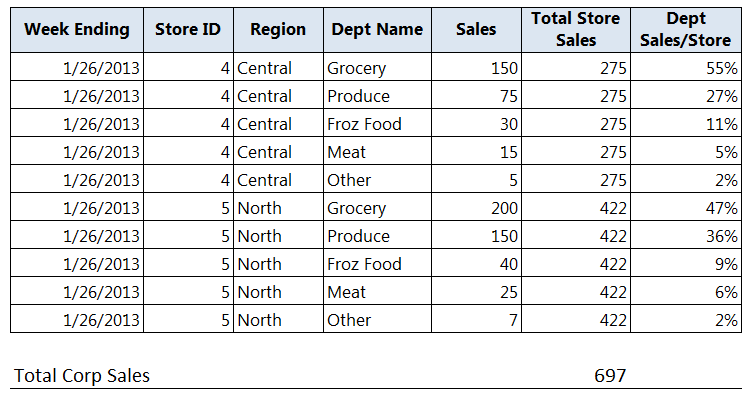 Week Ending Store ID Region Dept Name Sales Total Store Sales Dept Sales/Store
1/26/2013 4 Central Grocery 150 275 55%
1/26/2013 4 Central Produce 75 275 27%
1/26/2013 4 Central Froz Food 30 275 11%
1/26/2013 4 Central Meat 15 275 5%
1/26/2013 4 Central Other 5 275 2%
1/26/2013 5 North Grocery 200 422 47%
1/26/2013 5 North Produce 150 422 36%
1/26/2013 5 North Froz Food 40 422 9%
1/26/2013 5 North Meat 25 422 6%
1/26/2013 5 North Other 7 422 2%
Total Corp Sales 697